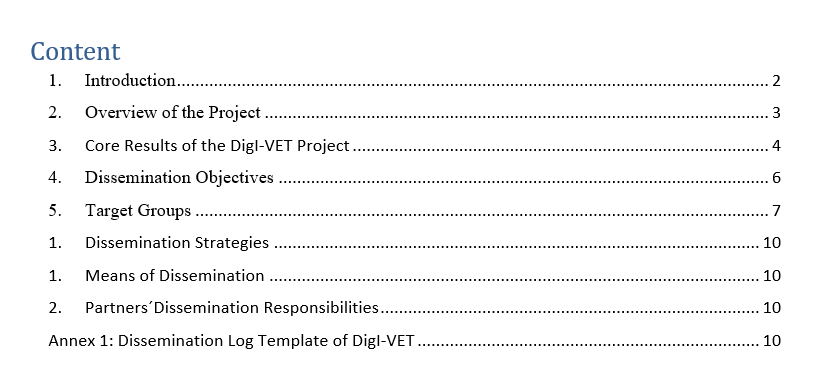 Content
1. Introduction........................................................................................................................ 2
2. Overview of the Project ........................................................................................................ 3
3. Core Results of the DigI-VET Project ..................................................................................... 4
4. Dissemination Objectives ..................................................................................................... 6
5. Target Groups ...................................................................................................................... 7
1. Dissemination Strategies .................................................................................................... 10
1. Means of Dissemination ..................................................................................................... 10
2. Partners´Dissemination Responsibilities............................................................................. 10
Annex 1: Dissemination Log Template of DigI-VET ..................................................................... 10